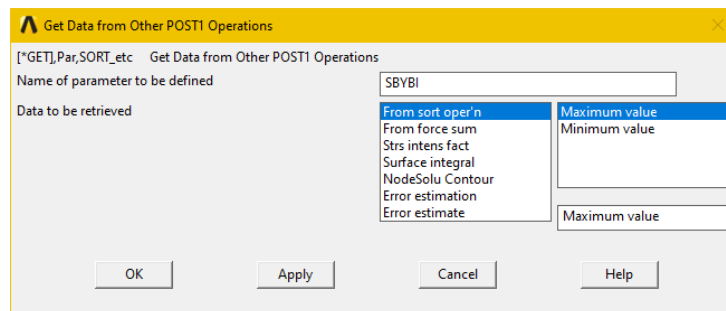 Get Data from Other POST1 Operations
[*GET],Par,SORT_etc Get Data from Other POST1 Operations
Name of parameter to be defined SBYBI
Data to be retrieved
From sort oper'n
From force sum
Strs intens fact
Surface integral
NodeSolu Contour
Error estimation
Error estimate
Maximum value
Minimum value
Maximum value
OK Apply Cancel Help